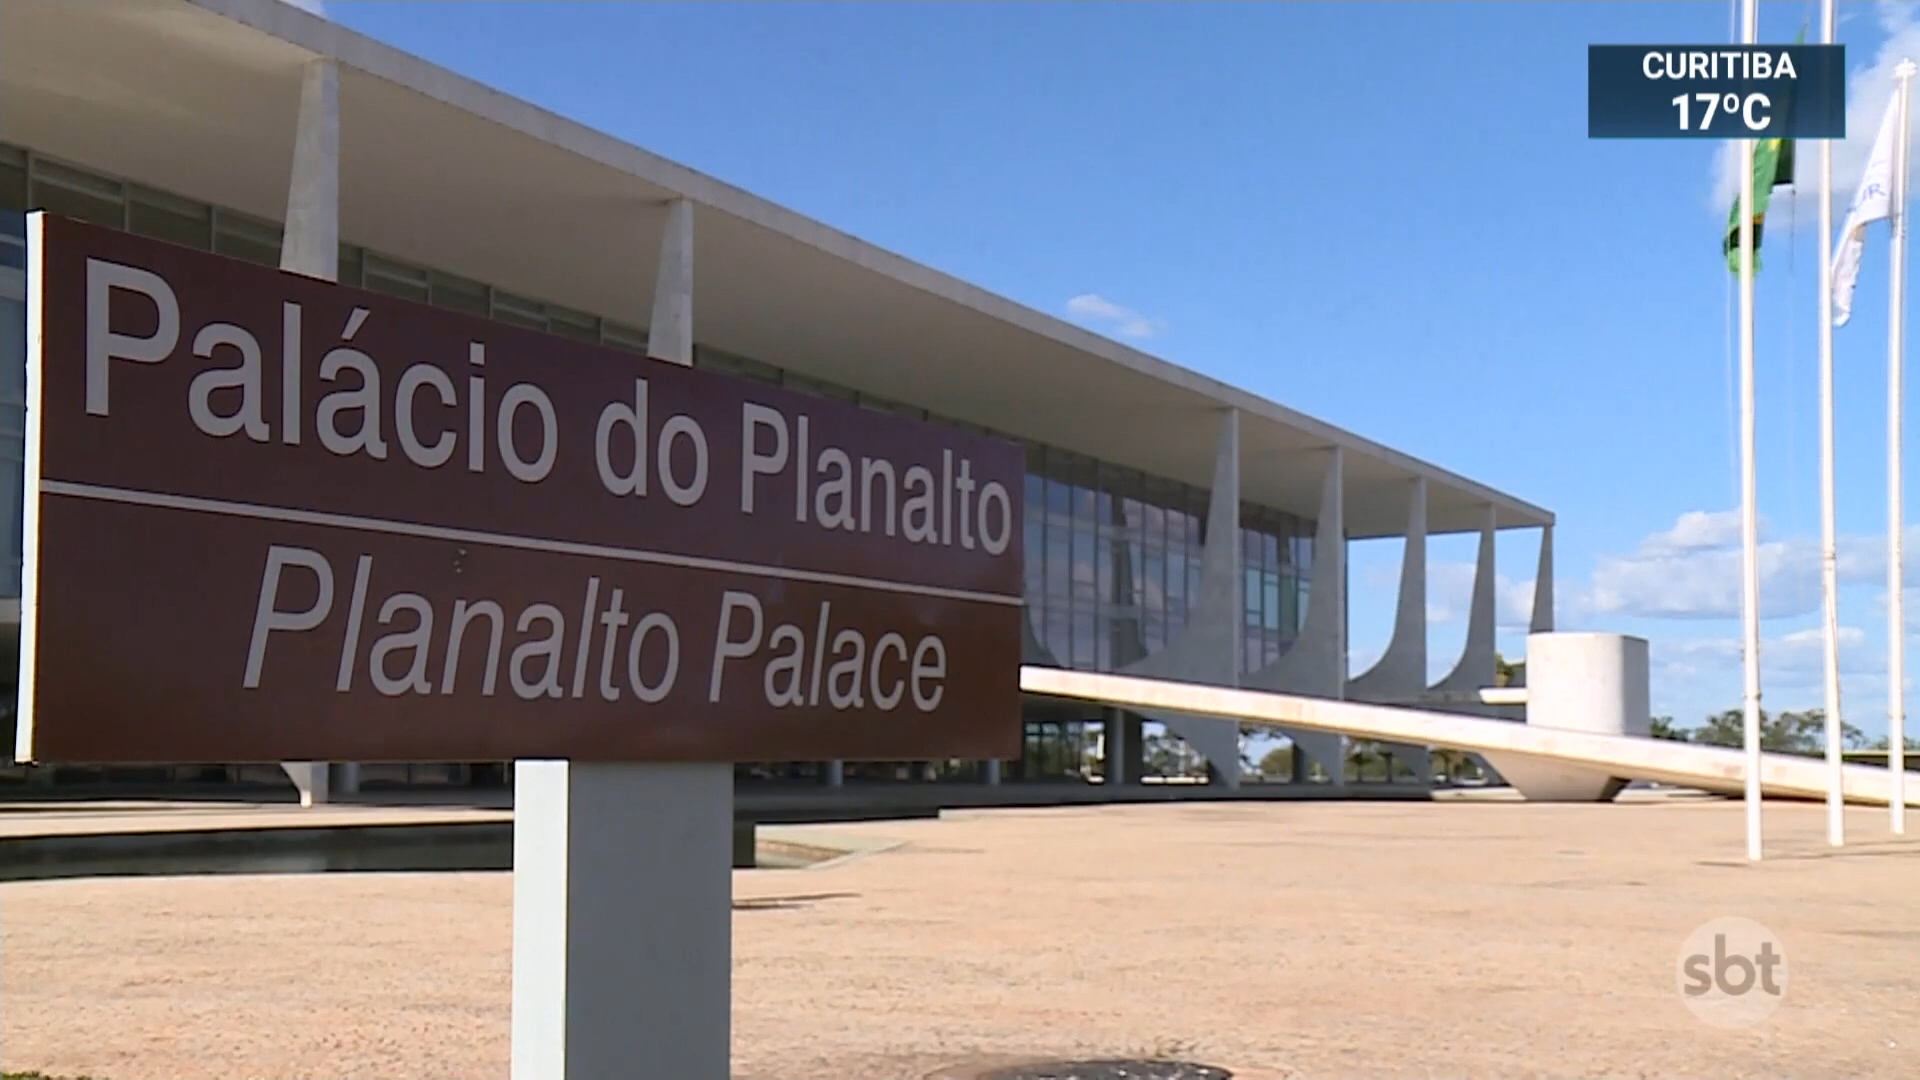 CURITIBA
17ºC
Palácio do Planalto
Planalto Palace
sbt